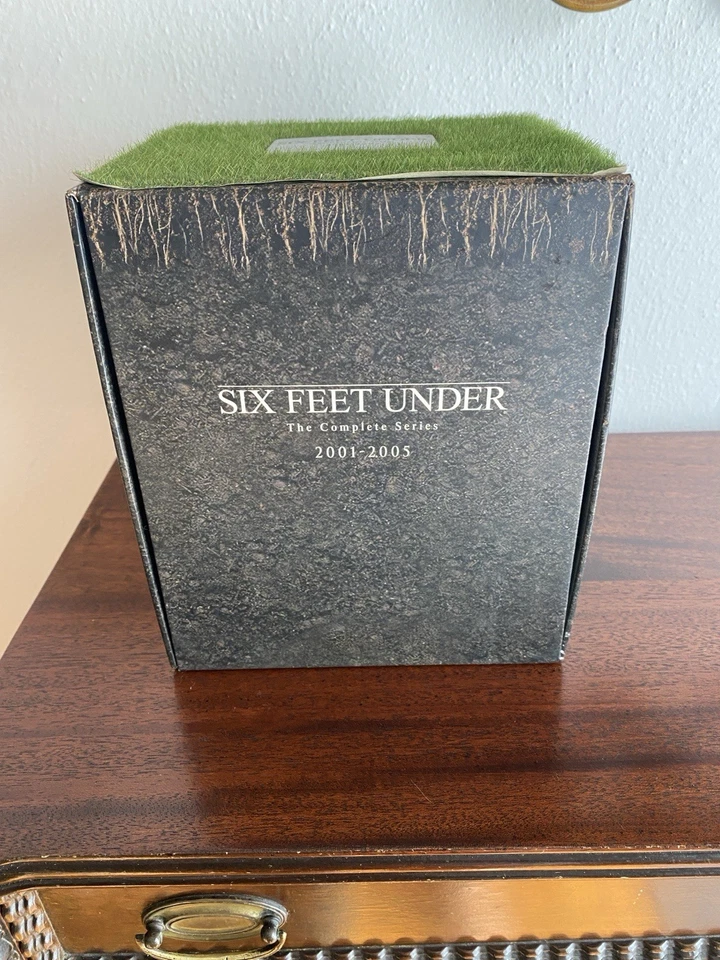 SIX FEET UNDER
The Complete Series
2001-2005